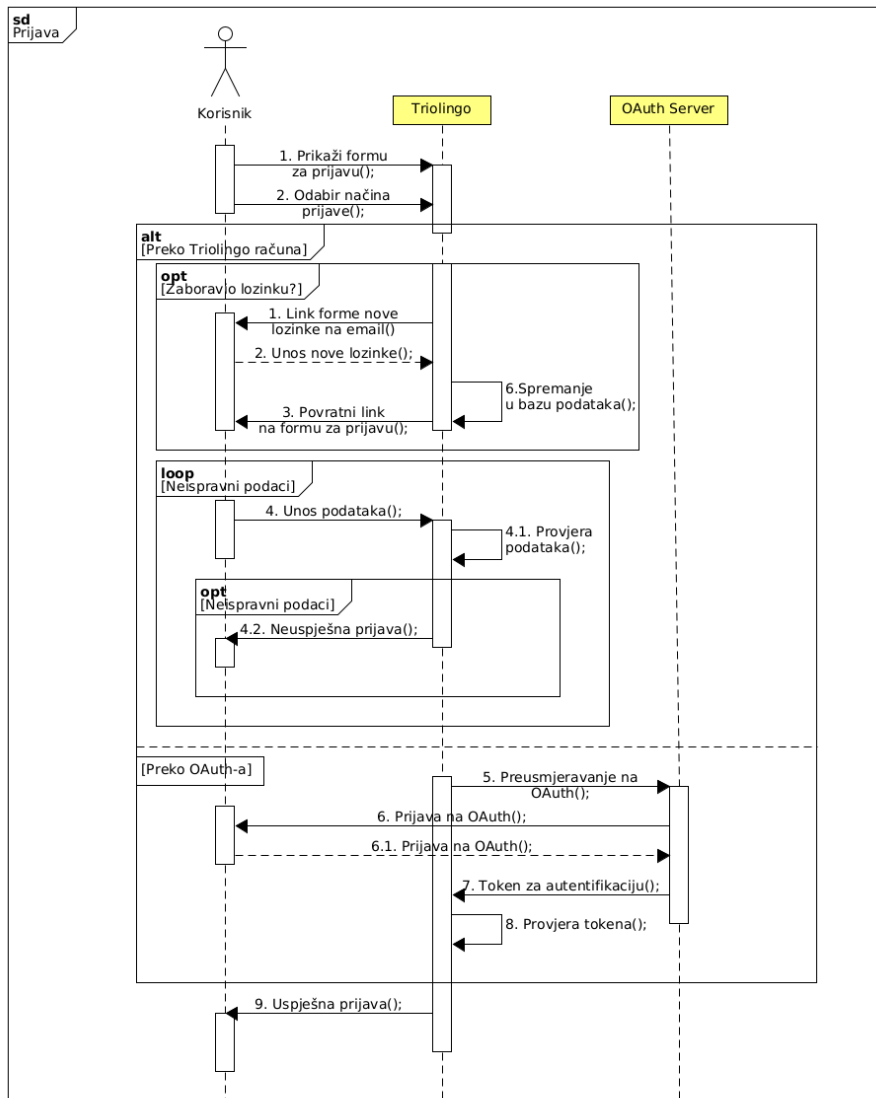 sd
Prijava
Korisnik
Triolingo
OAuth Server
1. Prikaži formu
za prijavu();
2. Odabir načina
prijave();
alt
[Preko Triolingo računa]
opt
[Zaboravio lozinku?]
1. Link forme nove
lozinke na email()
2. Unos nove lozinke();
6.Spremanje
u bazu podataka();
3. Povratni link
na formu za prijavu();
loop
[Neispravni podaci]
4. Unos podataka();
4.1. Provjera
podataka();
opt
[Neispravni podaci]
4.2. Neuspješna prijava();
[Preko OAuth-a]
5. Preusmjeravanje na
OAuth();
6. Prijava na OAuth();
6.1. Prijava na OAuth();
7. Token za autentifikaciju();
8. Provjera tokena();
9. Uspješna prijava();